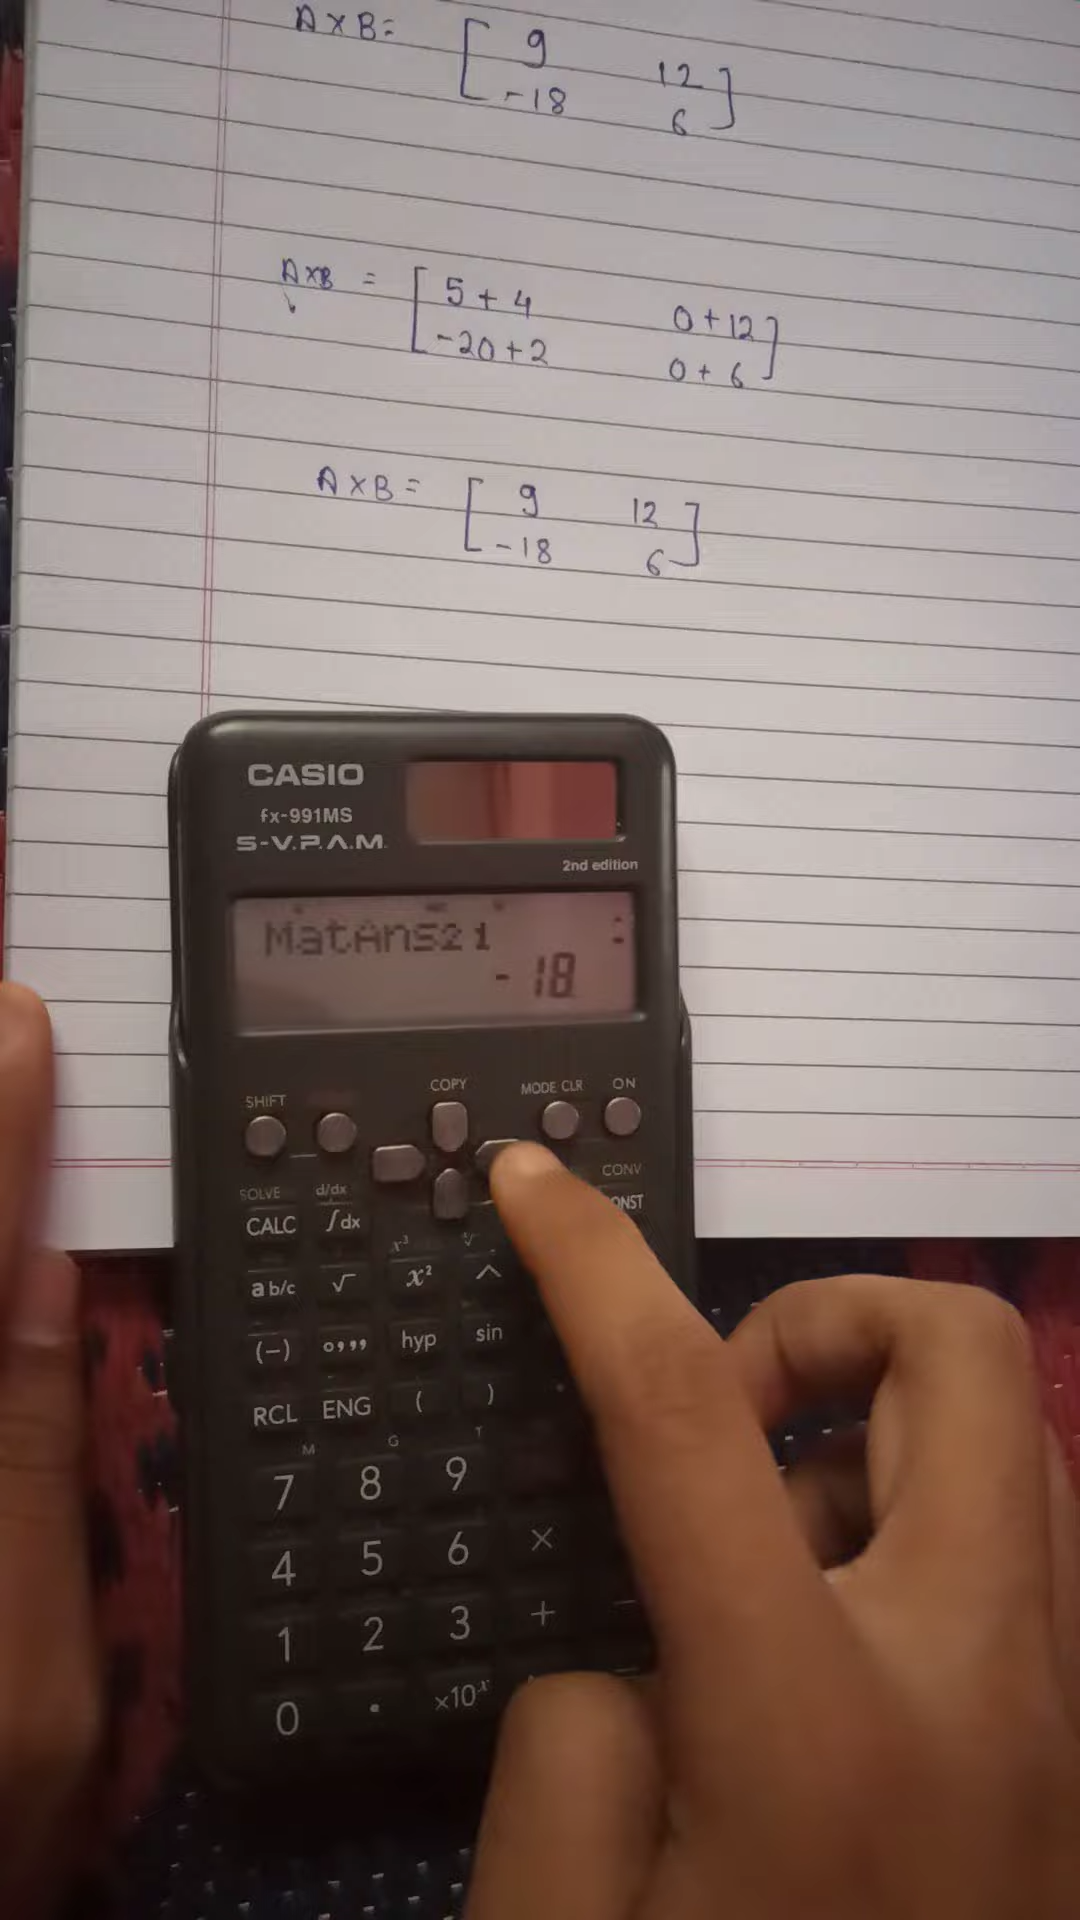 A x B =
9 12
-18 6
A x B =
5 + 4 0 + 12
-20 + 2 0 + 6
A x B =
9 12
-18 6
CASIO
fx-991MS
S-V.P.A.M.
2nd edition
MatAns21
-18
COPY MODE CLR ON
SHIFT
CONV
SOLVE d/dx
CALC ∫dx
x³
ab/c √ x² ^
(-) °,,, hyp sin
RCL ENG ( )
M G T
7 8 9
4 5 6 ×
1 2 3 + −
0 . ×10ˣ